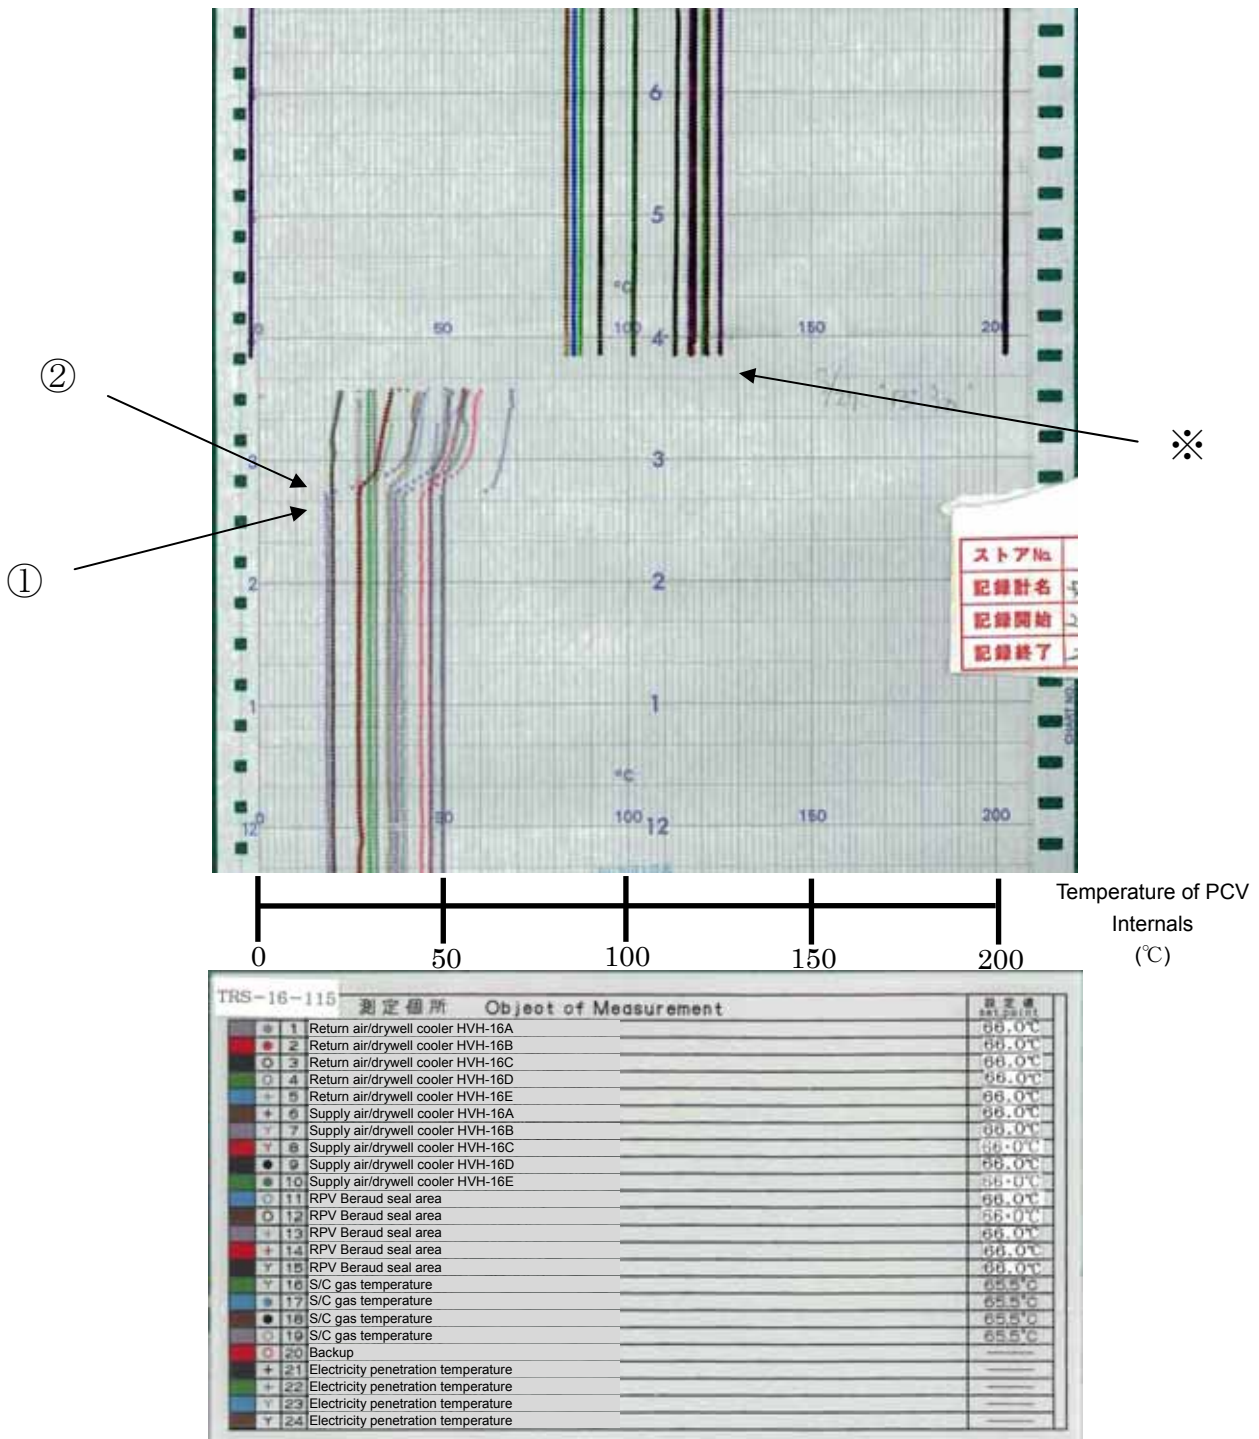 6
5
°C
0 50 100 150 200
4
②
※
3 3
①
2 2
ストアNo.
記録計名
記録開始
記録終了
1 1
CHART NO.
°C
0 50 100 150 200
12 12
Temperature of PCV
Internals
(℃)
0 50 100 150 200
TRS-16-115 測定個所 Object of Measurement 設定値
set point
1 Return air/drywell cooler HVH-16A 66.0℃
2 Return air/drywell cooler HVH-16B 66.0℃
3 Return air/drywell cooler HVH-16C 66.0℃
4 Return air/drywell cooler HVH-16D 66.0℃
5 Return air/drywell cooler HVH-16E 66.0℃
6 Supply air/drywell cooler HVH-16A 66.0℃
7 Supply air/drywell cooler HVH-16B 66.0℃
8 Supply air/drywell cooler HVH-16C 66.0℃
9 Supply air/drywell cooler HVH-16D 66.0℃
10 Supply air/drywell cooler HVH-16E 66.0℃
11 RPV Beraud seal area 66.0℃
12 RPV Beraud seal area 66.0℃
13 RPV Beraud seal area 66.0℃
14 RPV Beraud seal area 66.0℃
15 RPV Beraud seal area 66.0℃
16 S/C gas temperature 65.5℃
17 S/C gas temperature 65.5℃
18 S/C gas temperature 65.5℃
19 S/C gas temperature 65.5℃
20 Backup
21 Electricity penetration temperature
22 Electricity penetration temperature
23 Electricity penetration temperature
24 Electricity penetration temperature